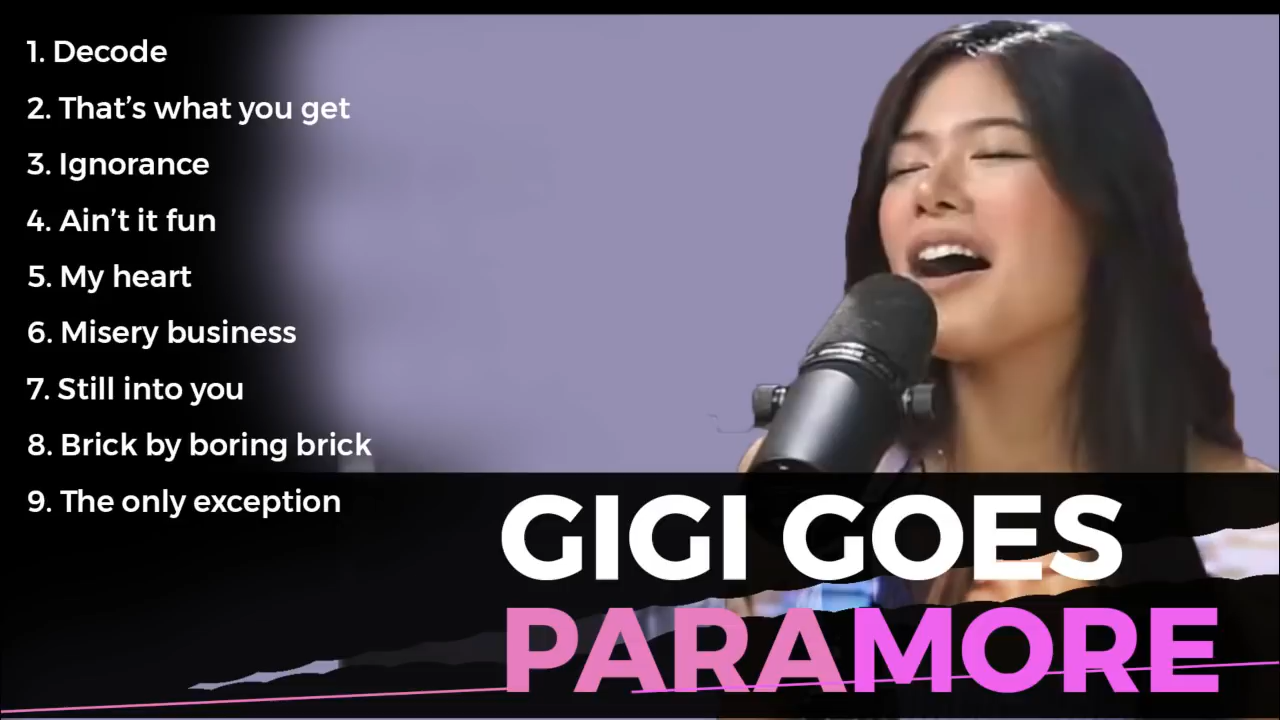 1. Decode
2. That’s what you get
3. Ignorance
4. Ain’t it fun
5. My heart
6. Misery business
7. Still into you
8. Brick by boring brick
9. The only exception
GIGI GOES
PARAMORE